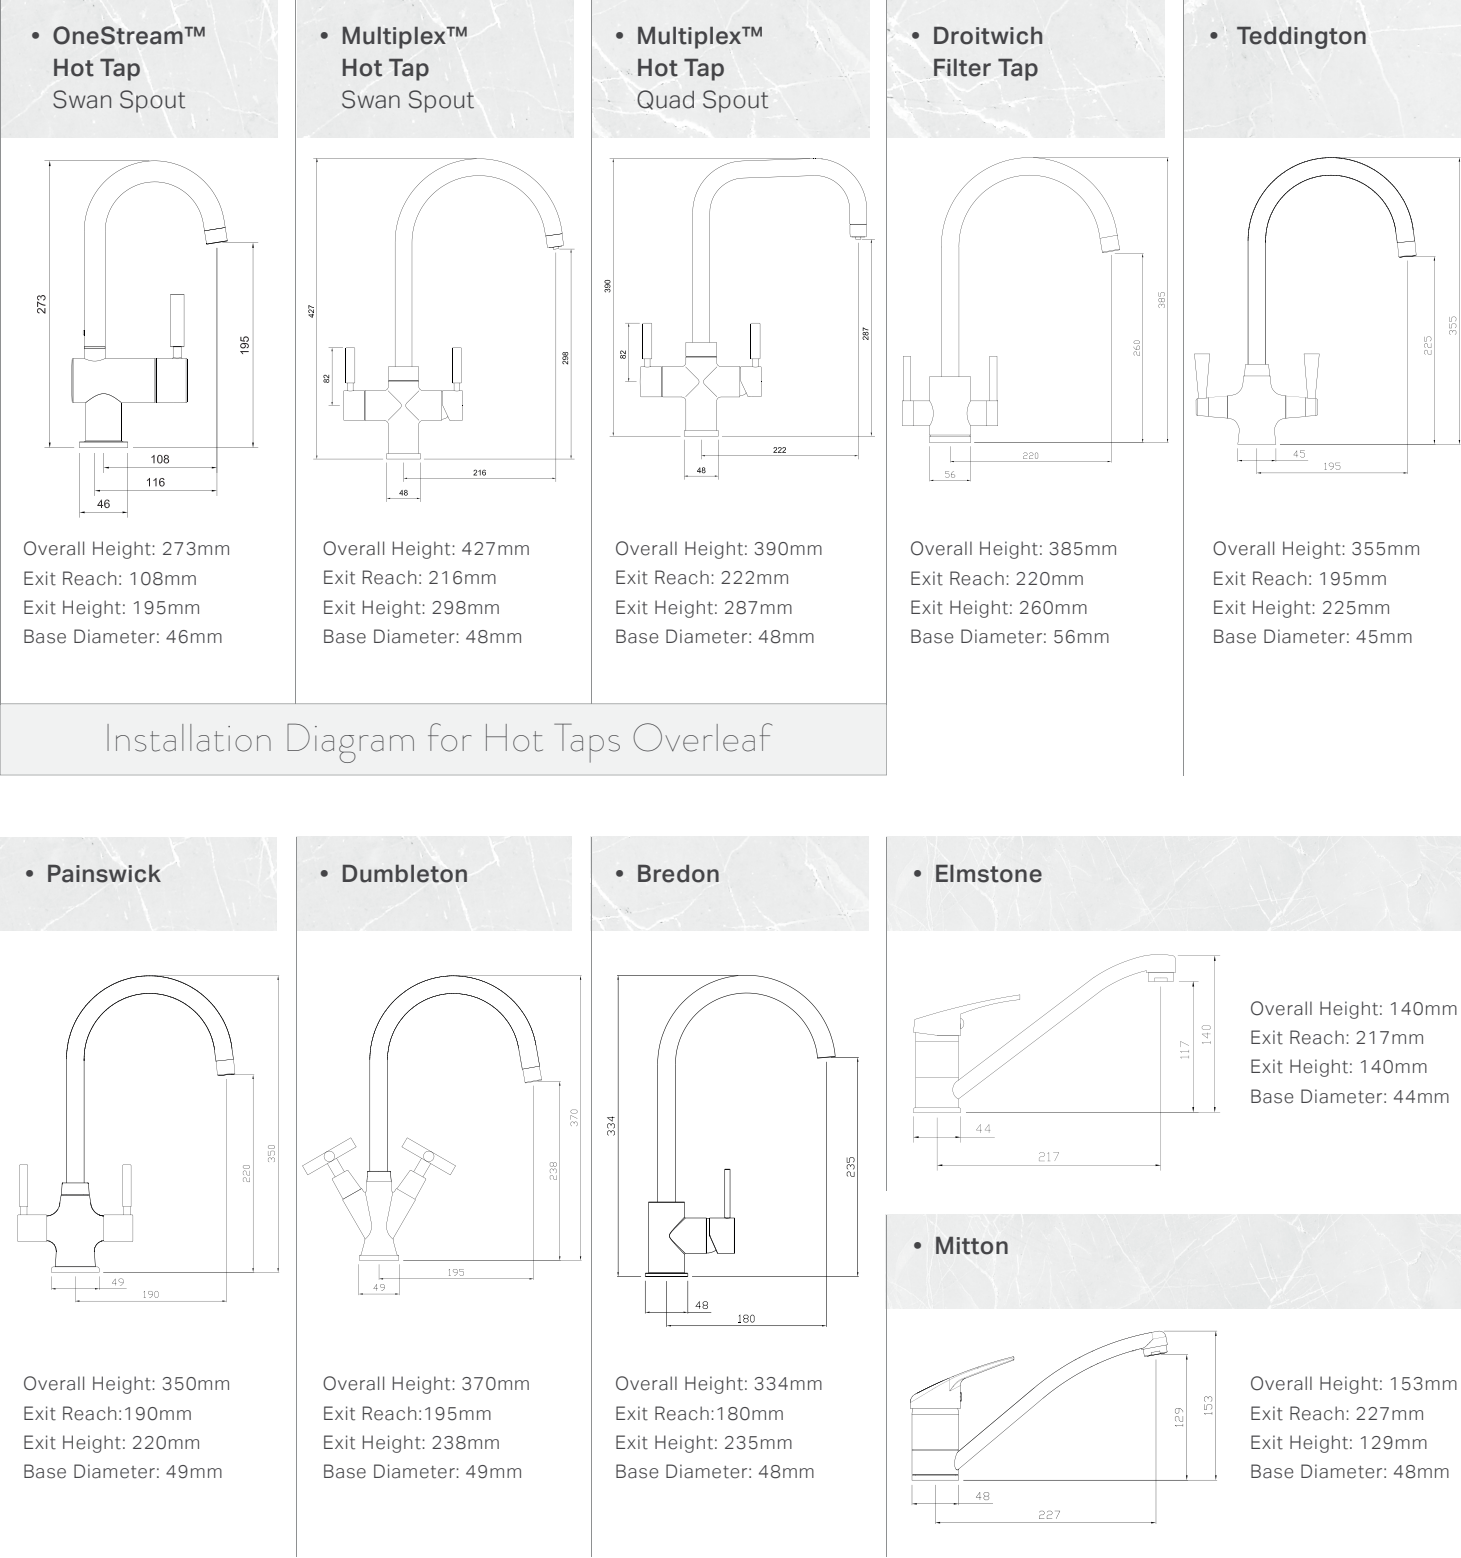 • OneStream™
Hot Tap
Swan Spout
273
195
108
116
46
Overall Height: 273mm
Exit Reach: 108mm
Exit Height: 195mm
Base Diameter: 46mm
• Multiplex™
Hot Tap
Swan Spout
427
82
298
216
48
Overall Height: 427mm
Exit Reach: 216mm
Exit Height: 298mm
Base Diameter: 48mm
• Multiplex™
Hot Tap
Quad Spout
390
82
287
222
48
Overall Height: 390mm
Exit Reach: 222mm
Exit Height: 287mm
Base Diameter: 48mm
• Droitwich
Filter Tap
385
260
220
56
Overall Height: 385mm
Exit Reach: 220mm
Exit Height: 260mm
Base Diameter: 56mm
• Teddington
355
225
45
195
Overall Height: 355mm
Exit Reach: 195mm
Exit Height: 225mm
Base Diameter: 45mm
Installation Diagram for Hot Taps Overleaf
• Painswick
350
220
49
190
Overall Height: 350mm
Exit Reach:190mm
Exit Height: 220mm
Base Diameter: 49mm
• Dumbleton
370
238
195
49
Overall Height: 370mm
Exit Reach:195mm
Exit Height: 238mm
Base Diameter: 49mm
• Bredon
334
235
48
180
Overall Height: 334mm
Exit Reach:180mm
Exit Height: 235mm
Base Diameter: 48mm
• Elmstone
117
140
44
217
Overall Height: 140mm
Exit Reach: 217mm
Exit Height: 140mm
Base Diameter: 44mm
• Mitton
129
153
48
227
Overall Height: 153mm
Exit Reach: 227mm
Exit Height: 129mm
Base Diameter: 48mm